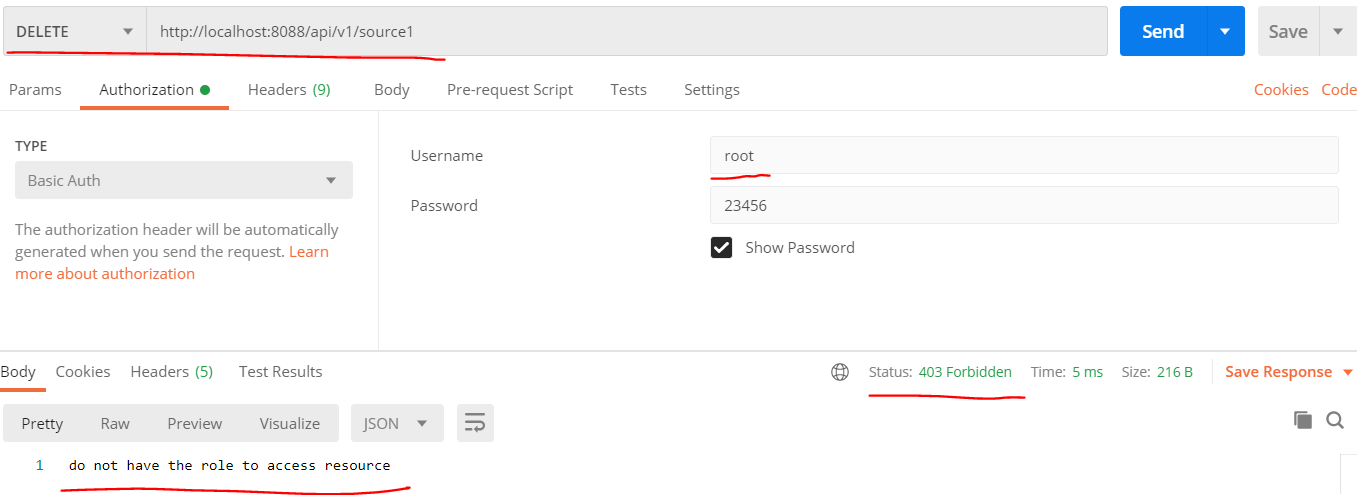 DELETE http://localhost:8088/api/v1/source1 Send Save
Params Authorization Headers (9) Body Pre-request Script Tests Settings Cookies Code
TYPE
Basic Auth
The authorization header will be automatically
generated when you send the request. Learn
more about authorization
Username root
Password 23456
Show Password
Body Cookies Headers (5) Test Results Status: 403 Forbidden Time: 5 ms Size: 216 B Save Response
Pretty Raw Preview Visualize JSON
1 do not have the role to access resource